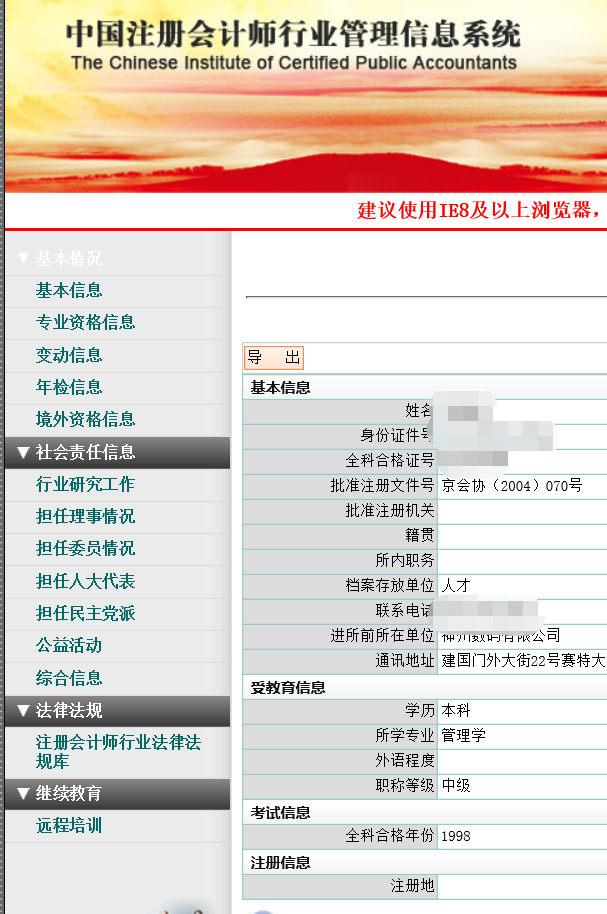 中国注册会计师行业管理信息系统
The Chinese Institute of Certified Public Accountants
建议使用IE8及以上浏览器，
▼ 基本情况
基本信息
专业资格信息
变动信息
年检信息
境外资格信息
▼ 社会责任信息
行业研究工作
担任理事情况
担任委员情况
担任人大代表
担任民主党派
公益活动
综合信息
▼ 法律法规
注册会计师行业法律法
规库
▼ 继续教育
远程培训
导 出
基本信息
姓名
身份证件号
全科合格证号
批准注册文件号 京会协（2004）070号
批准注册机关
籍贯
所内职务
档案存放单位 人才
联系电话
进所前所在单位 神州数码有限公司
通讯地址 建国门外大街22号赛特大
受教育信息
学历 本科
所学专业 管理学
外语程度
职称等级 中级
考试信息
全科合格年份 1998
注册信息
注册地